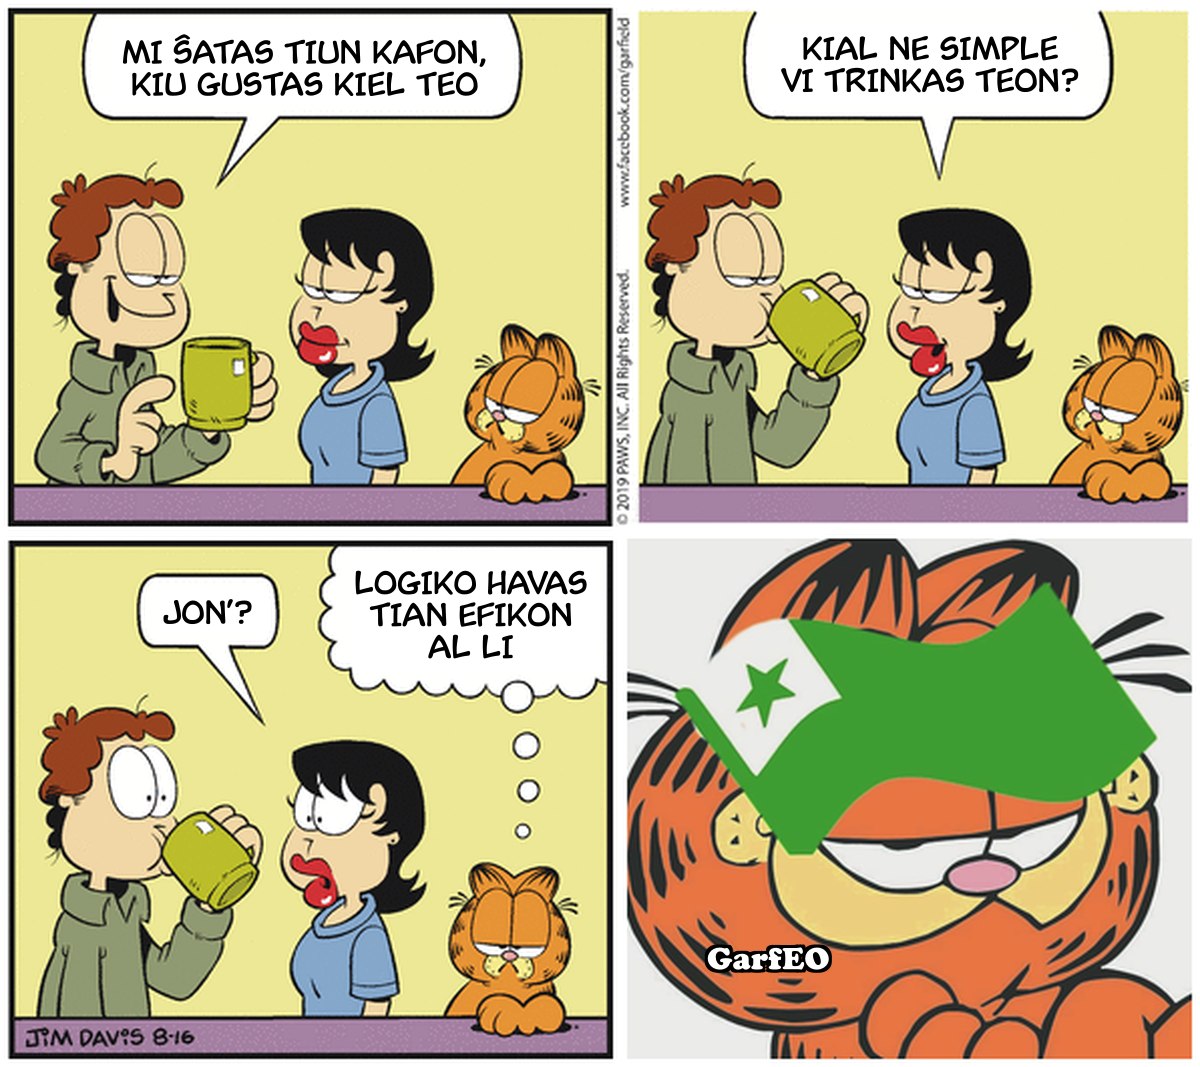 MI ŜATAS TIUN KAFON,
KIU GUSTAS KIEL TEO
www.facebook.com/garfield
© 2019 PAWS, INC. All Rights Reserved.
KIAL NE SIMPLE
VI TRINKAS TEON?
JON'?
LOGIKO HAVAS
TIAN EFIKON
AL LI
JIM DAVIS 8-16
GarfEO